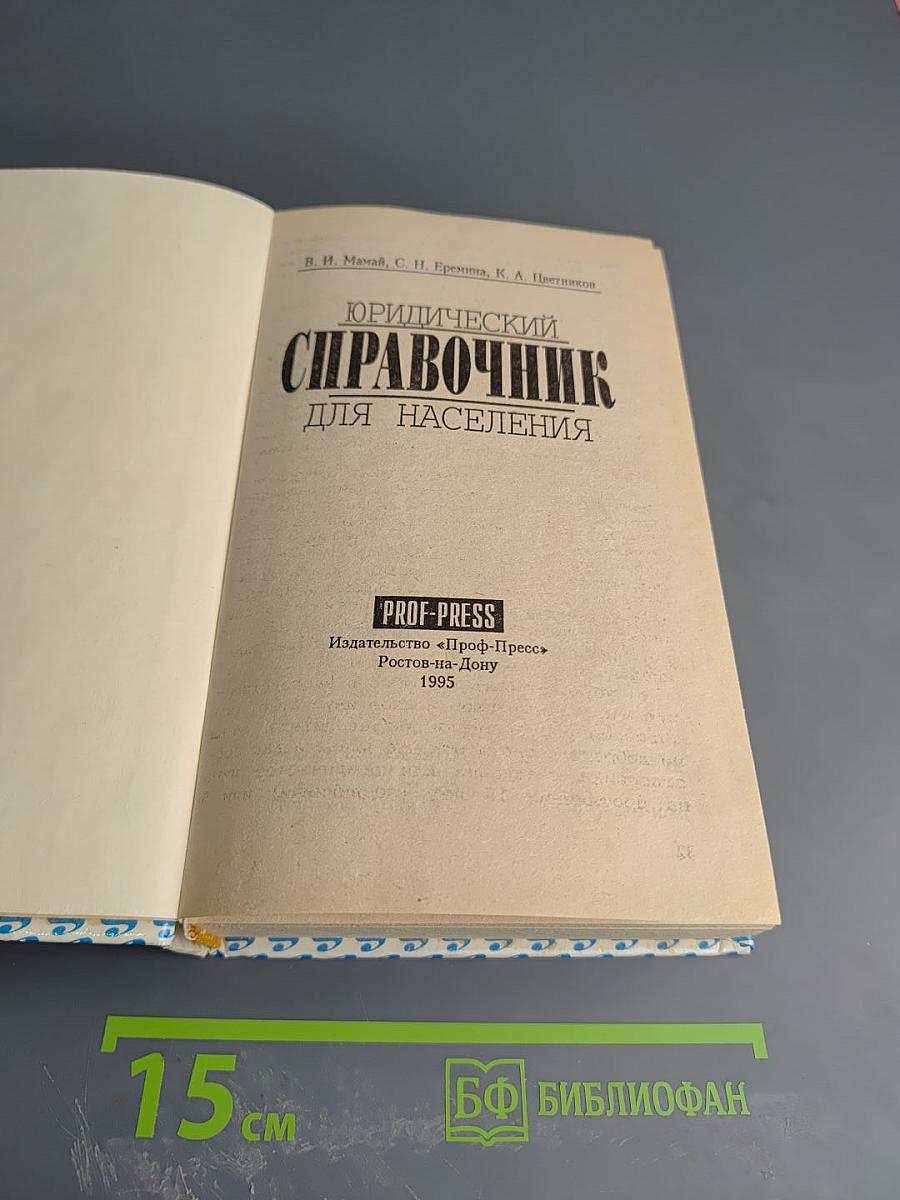 В. И. Мамай, С. Н. Еремина, К. А. Цветников
ЮРИДИЧЕСКИЙ
СПРАВОЧНИК
ДЛЯ НАСЕЛЕНИЯ
PROF-PRESS
Издательство «Проф-Пресс»
Ростов-на-Дону
1995
15 см
БФ БИБЛИОФАН